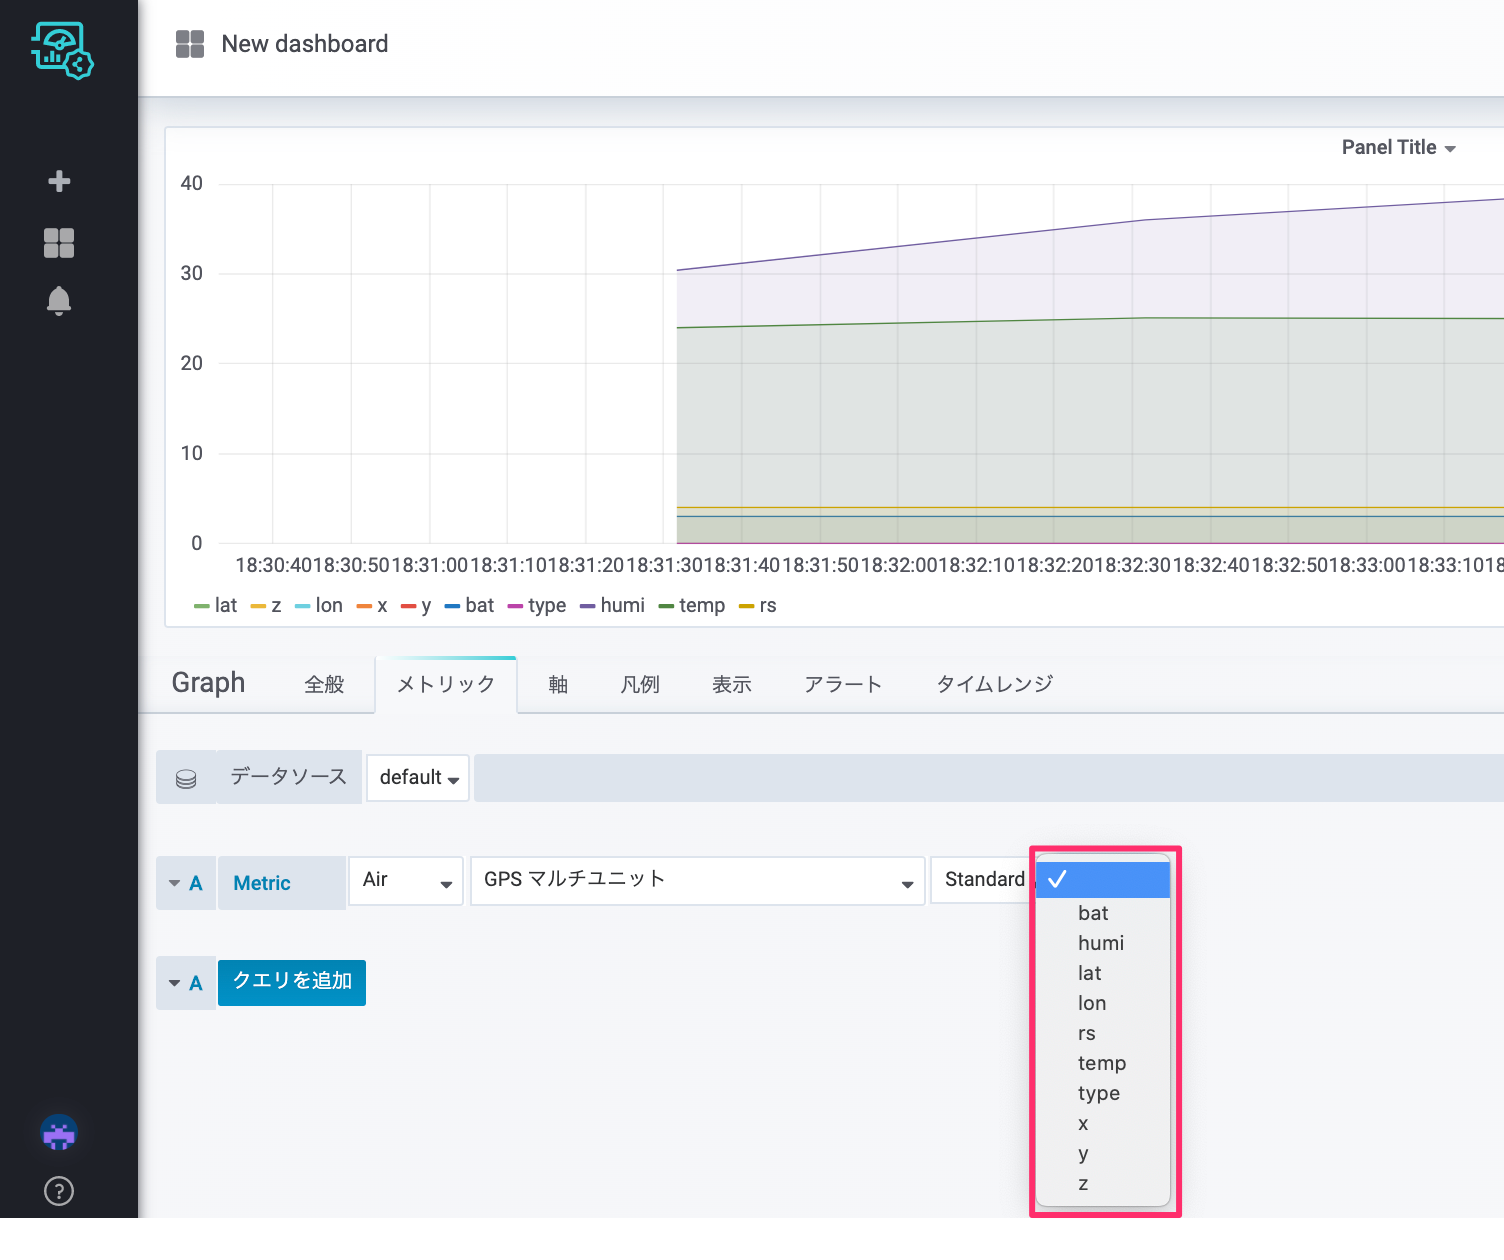 New dashboard
Panel Title
40
30
20
10
0
18:30:40 18:30:50 18:31:00 18:31:10 18:31:20 18:31:30 18:31:40 18:31:50 18:32:00 18:32:10 18:32:20 18:32:30 18:32:40 18:32:50 18:33:00 18:33:10 18
lat z lon x y bat type humi temp rs
Graph 全般 メトリック 軸 凡例 表示 アラート タイムレンジ
データソース default
A Metric Air GPS マルチユニット Standard
bat
humi
lat
lon
rs
temp
type
x
y
z
A クエリを追加
?